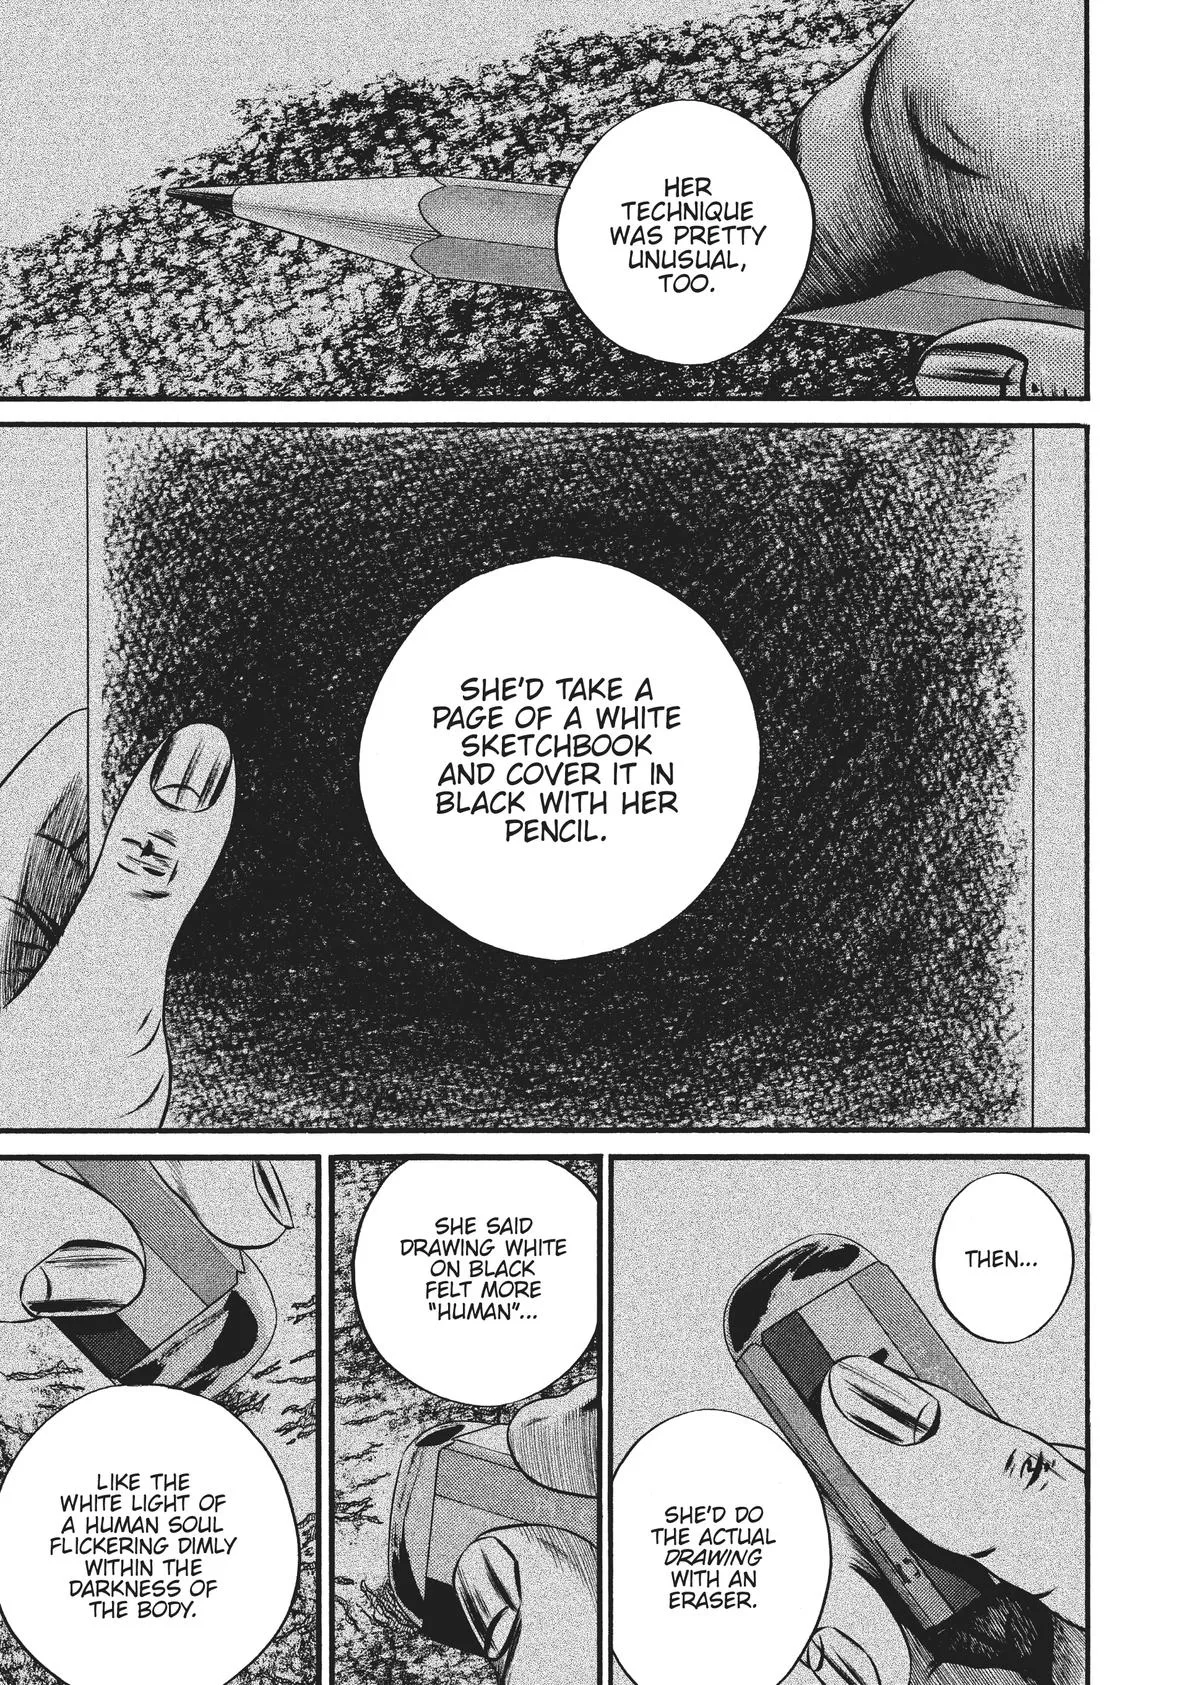 HER
TECHNIQUE
WAS PRETTY
UNUSUAL,
TOO.
SHE'D TAKE A
PAGE OF A WHITE
SKETCHBOOK
AND COVER IT IN
BLACK WITH HER
PENCIL.
THEN...
SHE'D DO
THE ACTUAL
DRAWING
WITH AN
ERASER.
SHE SAID
DRAWING WHITE
ON BLACK
FELT MORE
"HUMAN"...
LIKE THE
WHITE LIGHT OF
A HUMAN SOUL
FLICKERING DIMLY
WITHIN THE
DARKNESS OF
THE BODY.